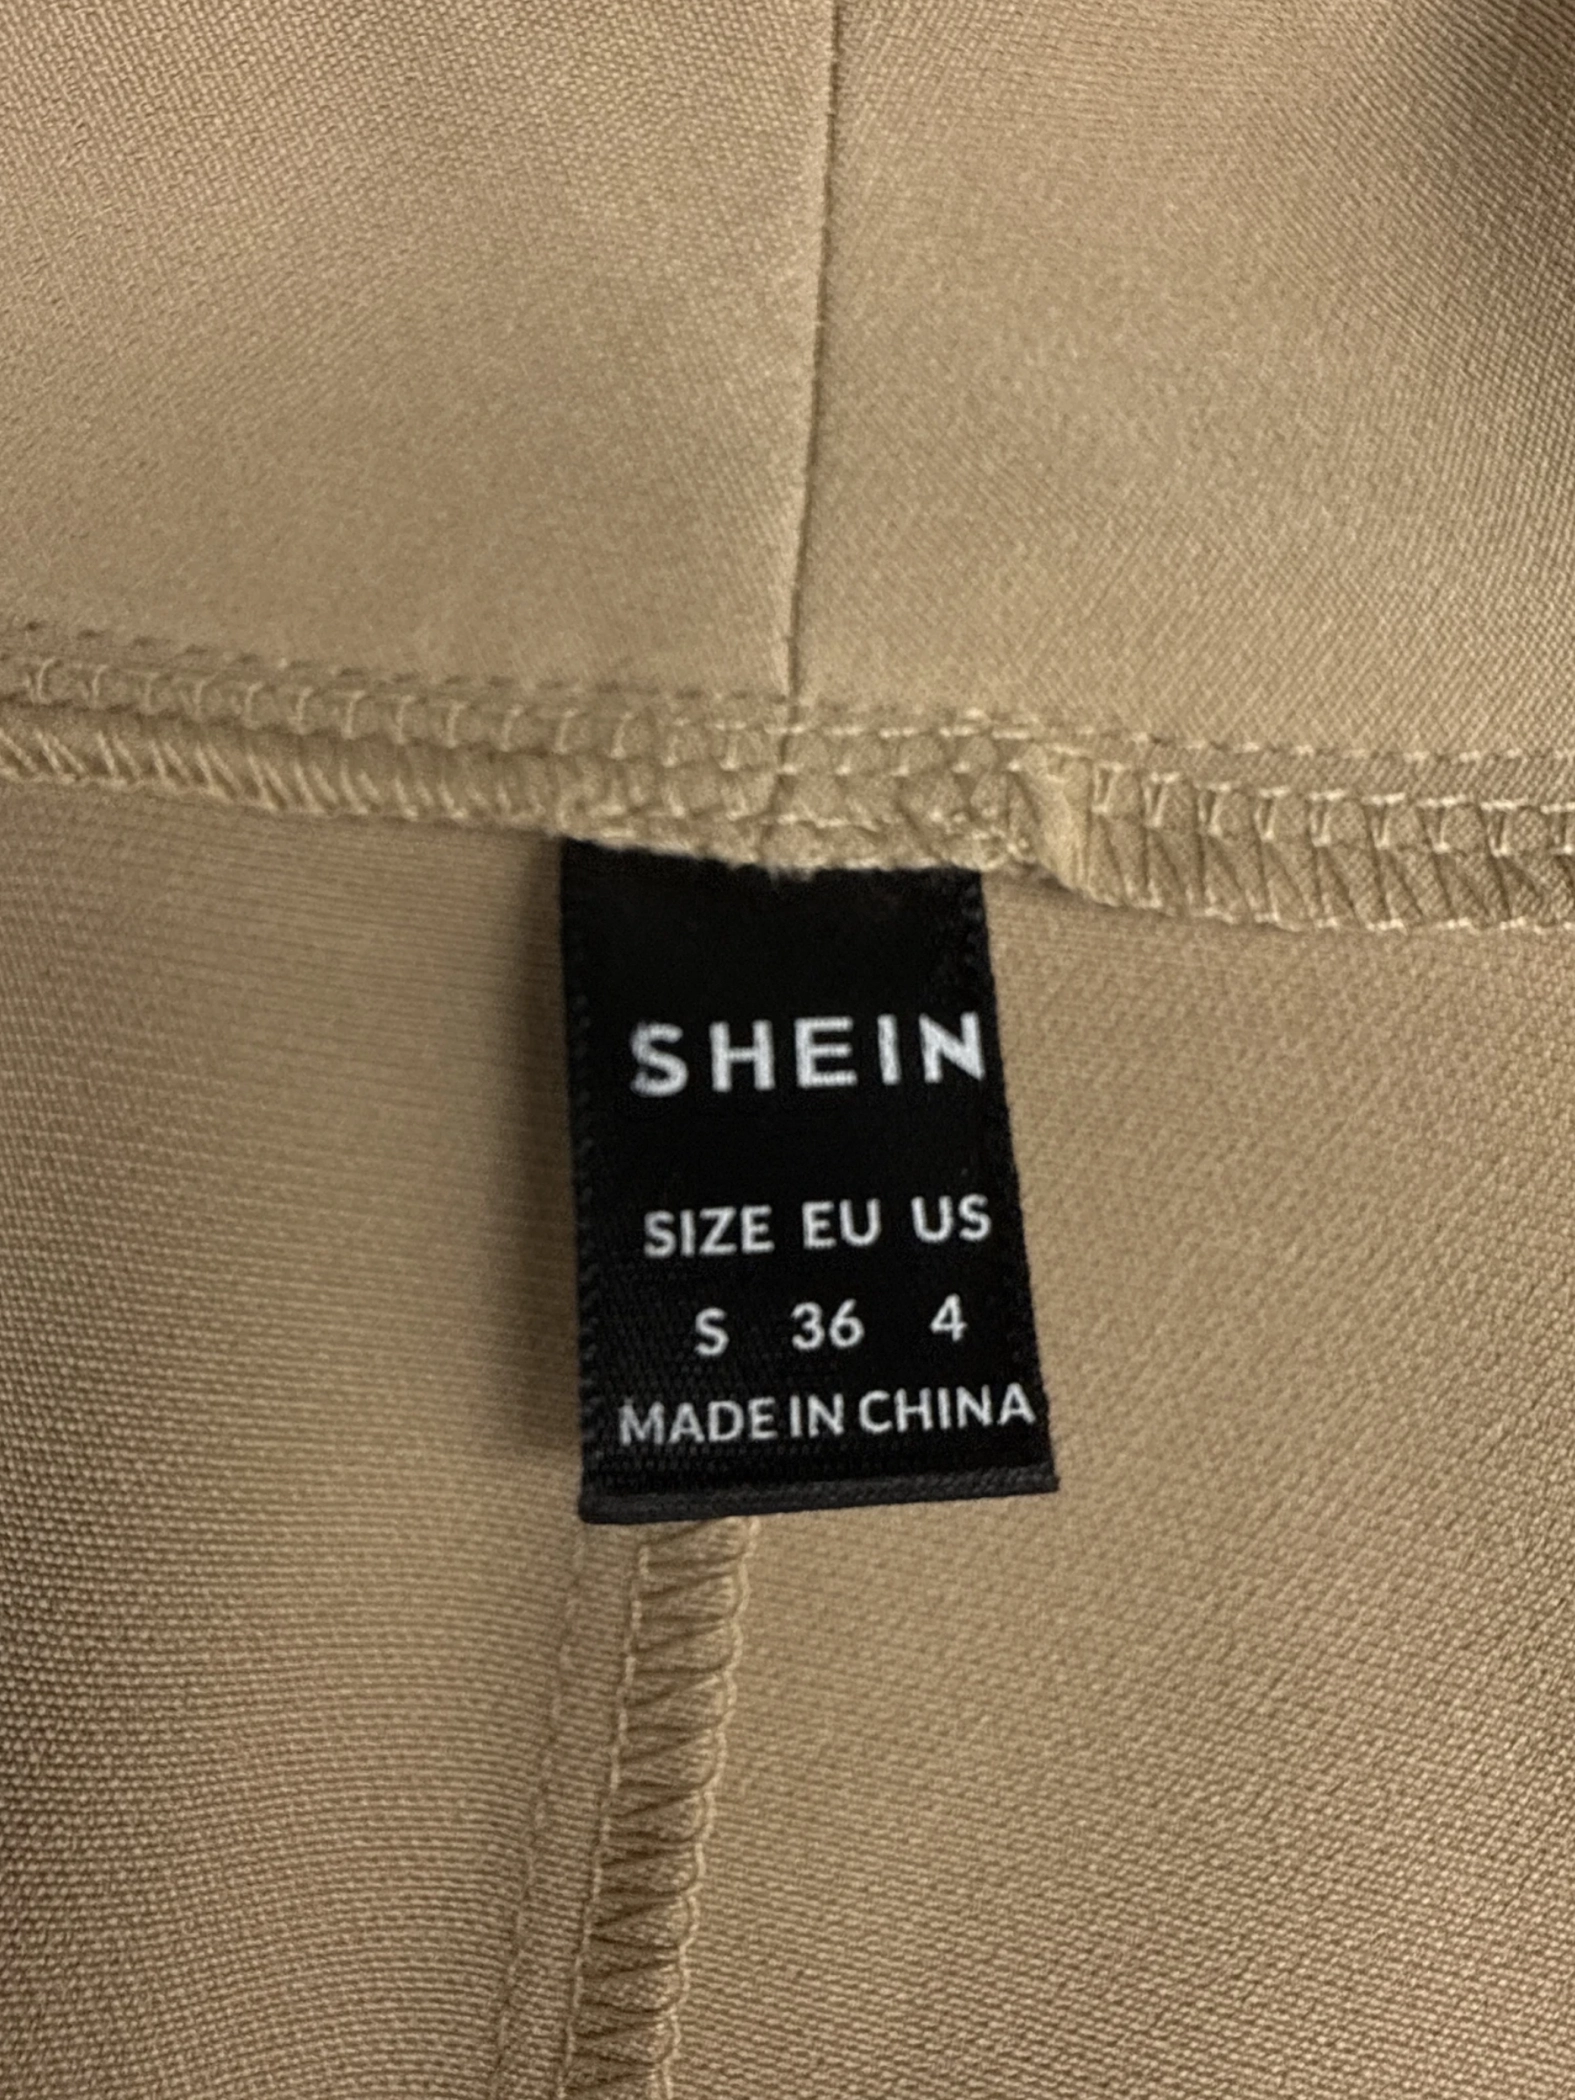 SHEIN
SIZE EU US
S 36 4
MADE IN CHINA